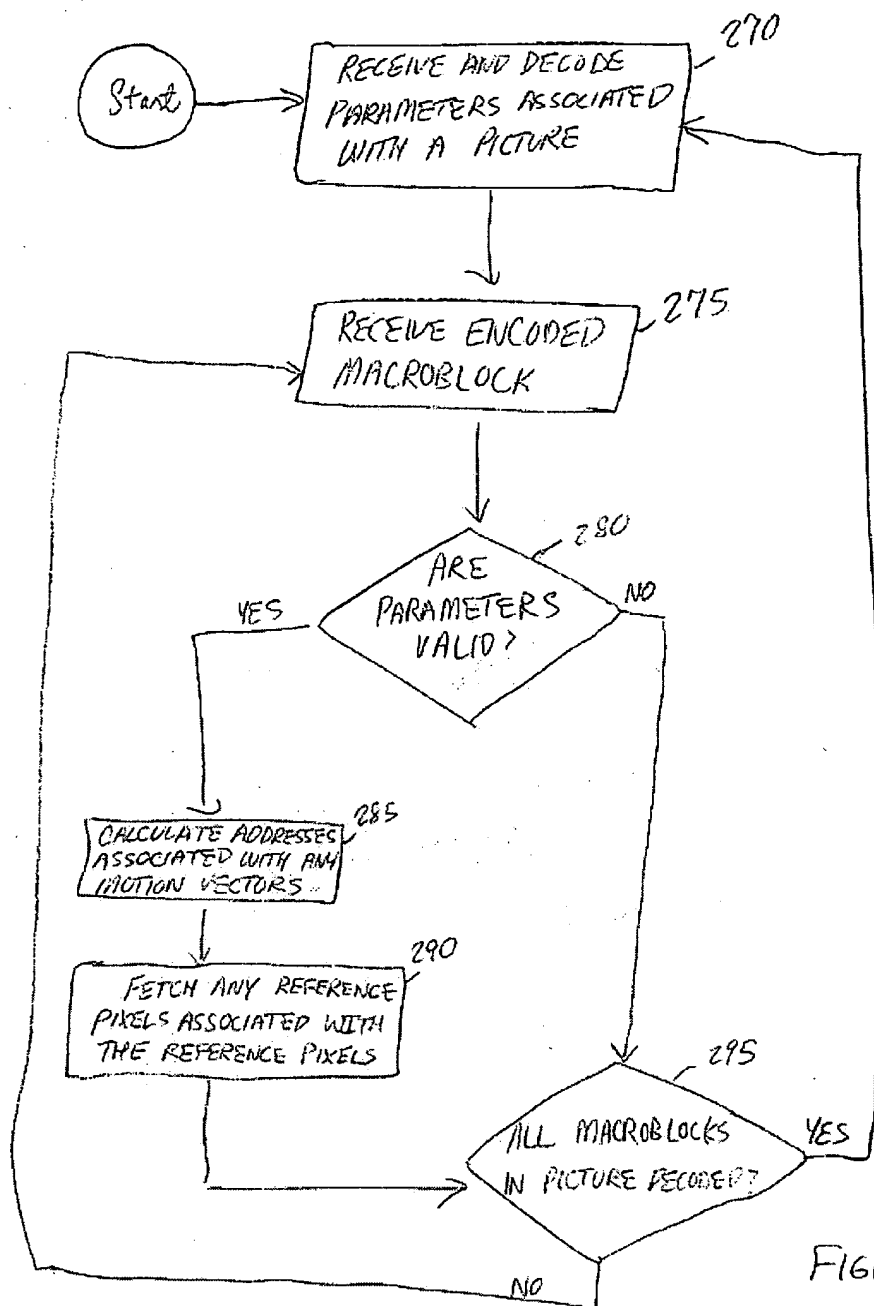 270
Start
RECEIVE AND DECODE
PARAMETERS ASSOCIATED
WITH A PICTURE
275
RECEIVE ENCODED
MACROBLOCK
280
ARE
PARAMETERS
VALID?
YES
NO
285
CALCULATE ADDRESSES
ASSOCIATED WITH ANY
MOTION VECTORS
290
FETCH ANY REFERENCE
PIXELS ASSOCIATED WITH
THE REFERENCE PIXELS
295
ALL MACROBLOCKS
IN PICTURE DECODED?
YES
NO
FIG.